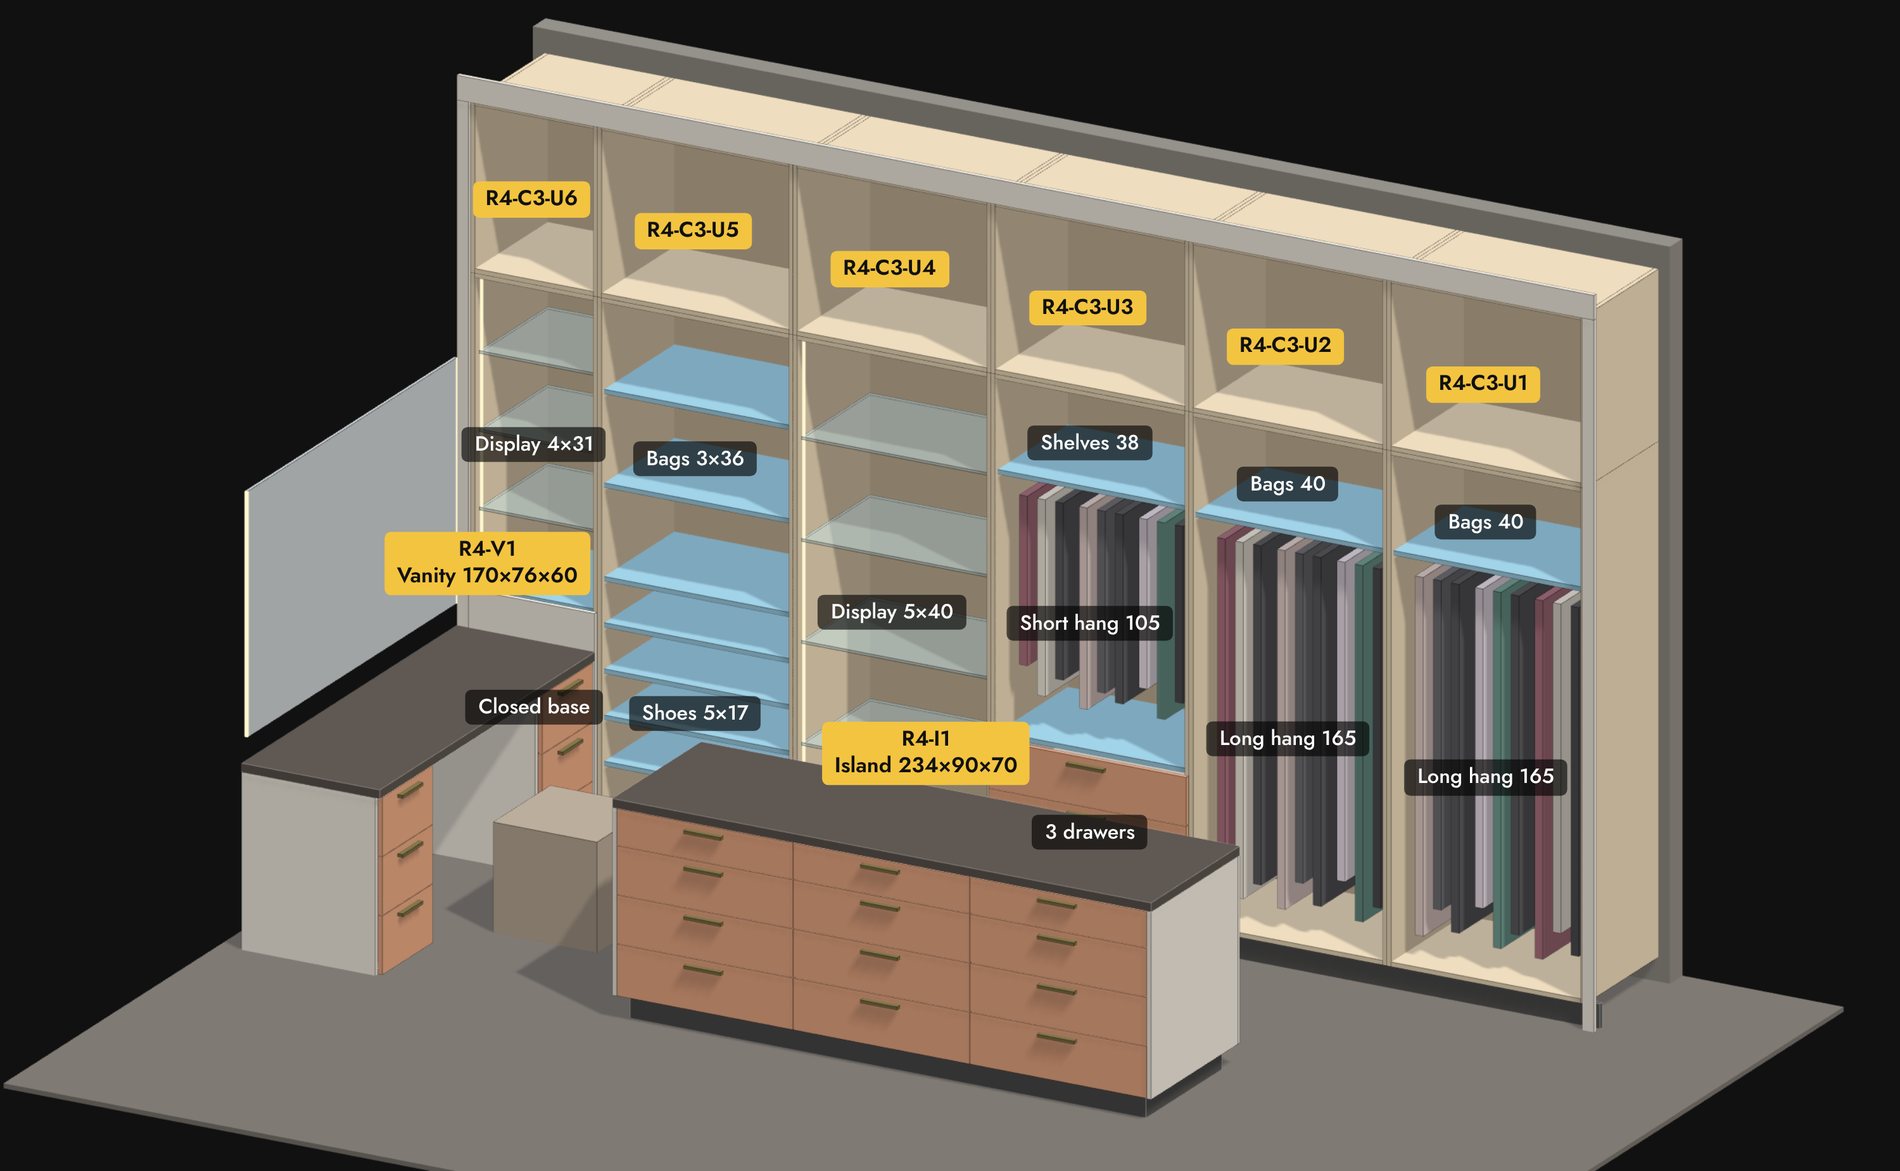 R4-C3-U6
R4-C3-U5
R4-C3-U4
R4-C3-U3
R4-C3-U2
R4-C3-U1
Display 4×31
Bags 3×36
Shelves 38
Bags 40
Bags 40
R4-V1
Vanity 170×76×60
Display 5×40
Short hang 105
Closed base
Shoes 5×17
R4-I1
Island 234×90×70
Long hang 165
Long hang 165
3 drawers